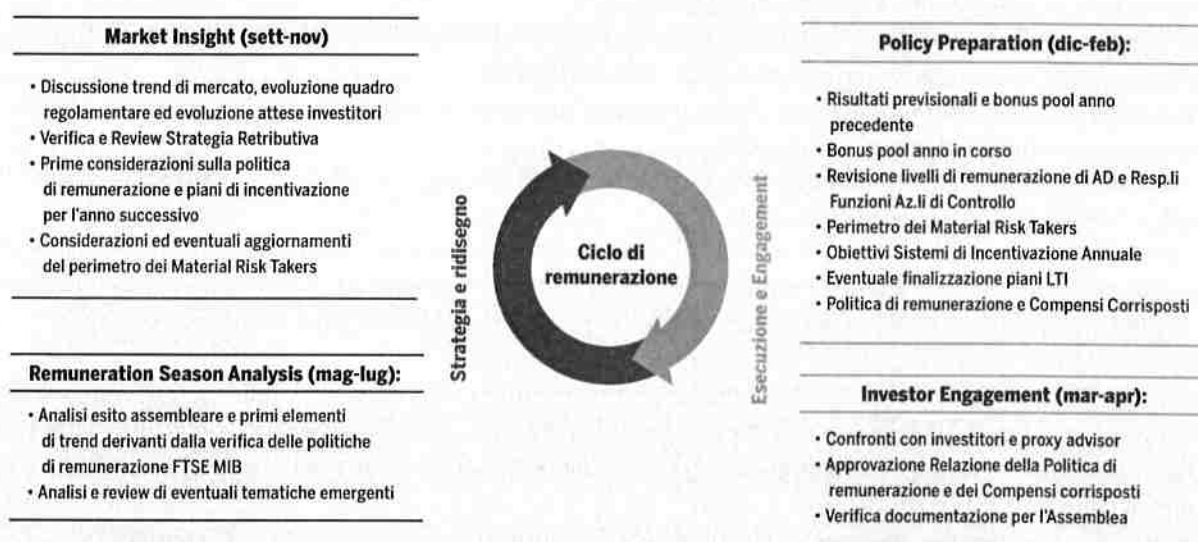 Market Insight (sett-nov)
• Discussione trend di mercato, evoluzione quadro
regolamentare ed evoluzione attese investitori
• Verifica e Review Strategia Retributiva
• Prime considerazioni sulla politica
di remunerazione e piani di incentivazione
per l'anno successivo
• Considerazioni ed eventuali aggiornamenti
del perimetro dei Material Risk Takers
Remuneration Season Analysis (mag-lug):
• Analisi esito assembleare e primi elementi
di trend derivanti dalla verifica delle politiche
di remunerazione FTSE MIB
• Analisi e review di eventuali tematiche emergenti
Strategia e ridisegno
Ciclo di
remunerazione
Esecuzione e Engagement
Policy Preparation (dic-feb):
• Risultati previsionali e bonus pool anno
precedente
• Bonus pool anno in corso
• Revisione livelli di remunerazione di AD e Resp.li
Funzioni Az.li di Controllo
• Perimetro dei Material Risk Takers
• Obiettivi Sistemi di Incentivazione Annuale
• Eventuale finalizzazione piani LTI
• Politica di remunerazione e Compensi Corrisposti
Investor Engagement (mar-apr):
• Confronti con investitori e proxy advisor
• Approvazione Relazione della Politica di
remunerazione e dei Compensi corrisposti
• Verifica documentazione per l'Assemblea